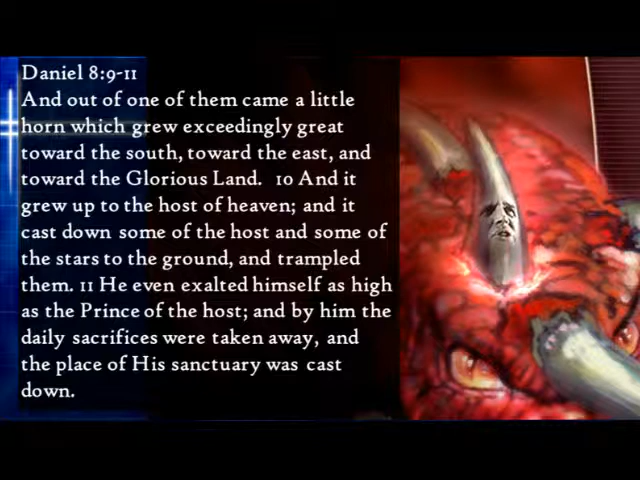 Daniel 8:9-11
And out of one of them came a little
horn which grew exceedingly great
toward the south, toward the east, and
toward the Glorious Land. 10 And it
grew up to the host of heaven; and it
cast down some of the host and some of
the stars to the ground, and trampled
them. 11 He even exalted himself as high
as the Prince of the host; and by him the
daily sacrifices were taken away, and
the place of His sanctuary was cast
down.